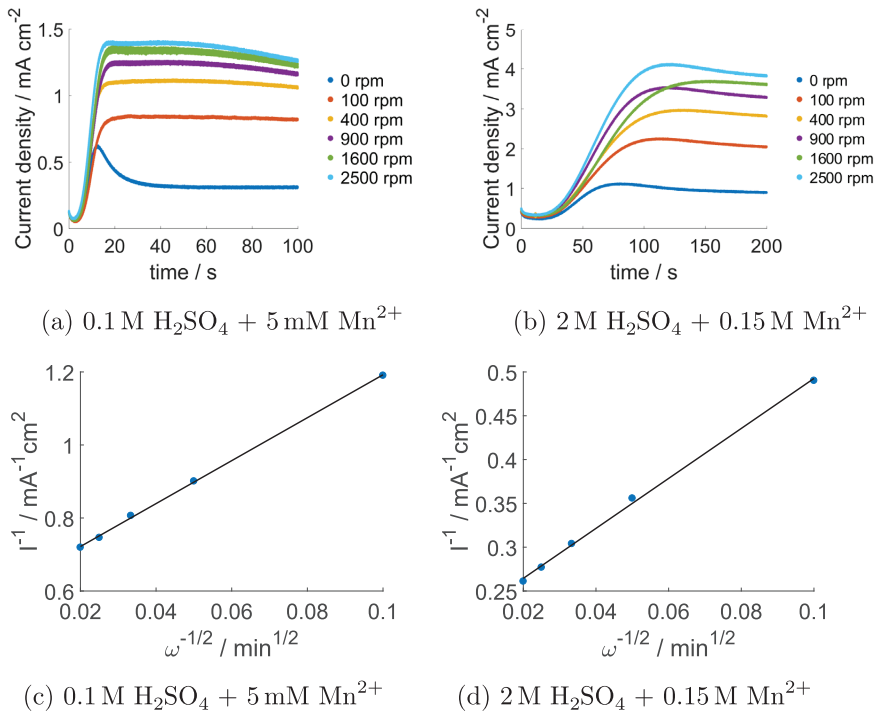 1.5
1
0.5
0
0 20 40 60 80 100
Current density / mA cm⁻²
time / s
0 rpm
100 rpm
400 rpm
900 rpm
1600 rpm
2500 rpm
(a) 0.1 M H₂SO₄ + 5 mM Mn²⁺
5
4
3
2
1
0
0 50 100 150 200
Current density / mA cm⁻²
time / s
0 rpm
100 rpm
400 rpm
900 rpm
1600 rpm
2500 rpm
(b) 2 M H₂SO₄ + 0.15 M Mn²⁺
1.2
1
0.8
0.6
0.02 0.04 0.06 0.08 0.1
I⁻¹ / mA⁻¹cm²
ω⁻¹/² / min¹/²
(c) 0.1 M H₂SO₄ + 5 mM Mn²⁺
0.5
0.45
0.4
0.35
0.3
0.25
0.02 0.04 0.06 0.08 0.1
I⁻¹ / mA⁻¹cm²
ω⁻¹/² / min¹/²
(d) 2 M H₂SO₄ + 0.15 M Mn²⁺